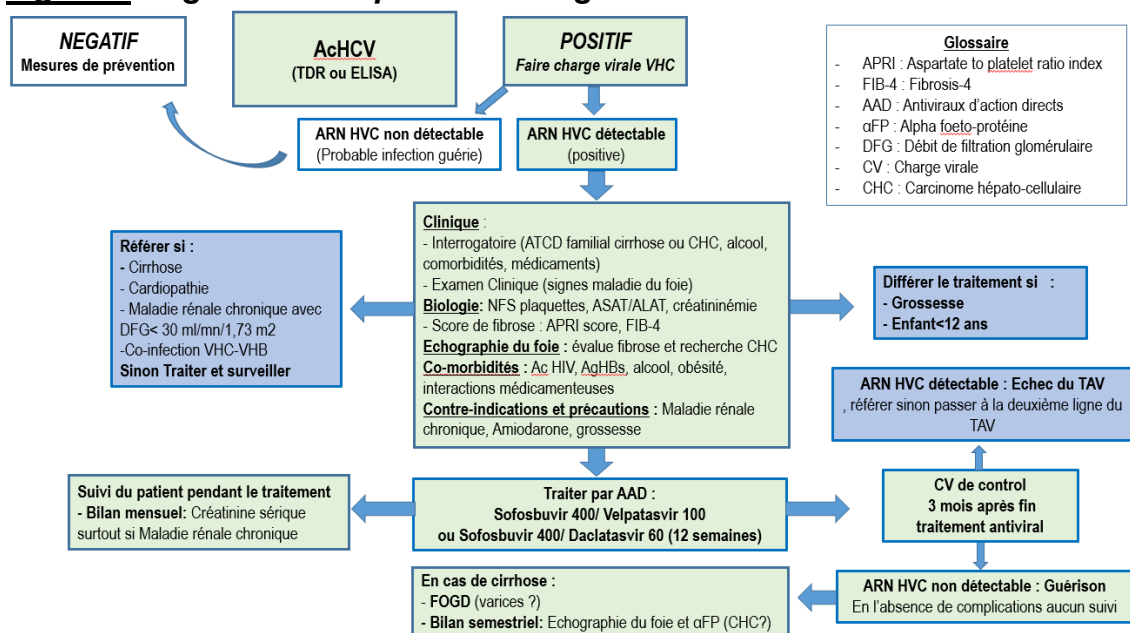 NEGATIF
Mesures de prévention
AcHCV
(TDR ou ELISA)
POSITIF
Faire charge virale VHC
Glossaire
- APRI : Aspartate to platelet ratio index
- FIB-4 : Fibrosis-4
- AAD : Antiviraux d’action directs
- αFP : Alpha foeto-protéine
- DFG : Débit de filtration glomérulaire
- CV : Charge virale
- CHC : Carcinome hépato-cellulaire
ARN HVC non détectable
(Probable infection guérie)
ARN HVC détectable
(positive)
Clinique :
- Interrogatoire (ATCD familial cirrhose ou CHC, alcool,
comorbidités, médicaments)
- Examen Clinique (signes maladie du foie)
Biologie: NFS plaquettes, ASAT/ALAT, créatininémie
- Score de fibrose : APRI score, FIB-4
Echographie du foie : évalue fibrose et recherche CHC
Co-morbidités : Ac HIV, AgHBs, alcool, obésité,
interactions médicamenteuses
Contre-indications et précautions : Maladie rénale
chronique, Amiodarone, grossesse
Référer si :
- Cirrhose
- Cardiopathie
- Maladie rénale chronique avec
DFG< 30 ml/mn/1,73 m2
-Co-infection VHC-VHB
Sinon Traiter et surveiller
Différer le traitement si :
- Grossesse
- Enfant<12 ans
ARN HVC détectable : Echec du TAV
, référer sinon passer à la deuxième ligne du
TAV
Suivi du patient pendant le traitement
- Bilan mensuel: Créatinine sérique
surtout si Maladie rénale chronique
Traiter par AAD :
Sofosbuvir 400/ Velpatasvir 100
ou Sofosbuvir 400/ Daclatasvir 60 (12 semaines)
CV de control
3 mois après fin
traitement antiviral
En cas de cirrhose :
- FOGD (varices ?)
- Bilan semestriel: Echographie du foie et αFP (CHC?)
ARN HVC non détectable : Guérison
En l’absence de complications aucun suivi